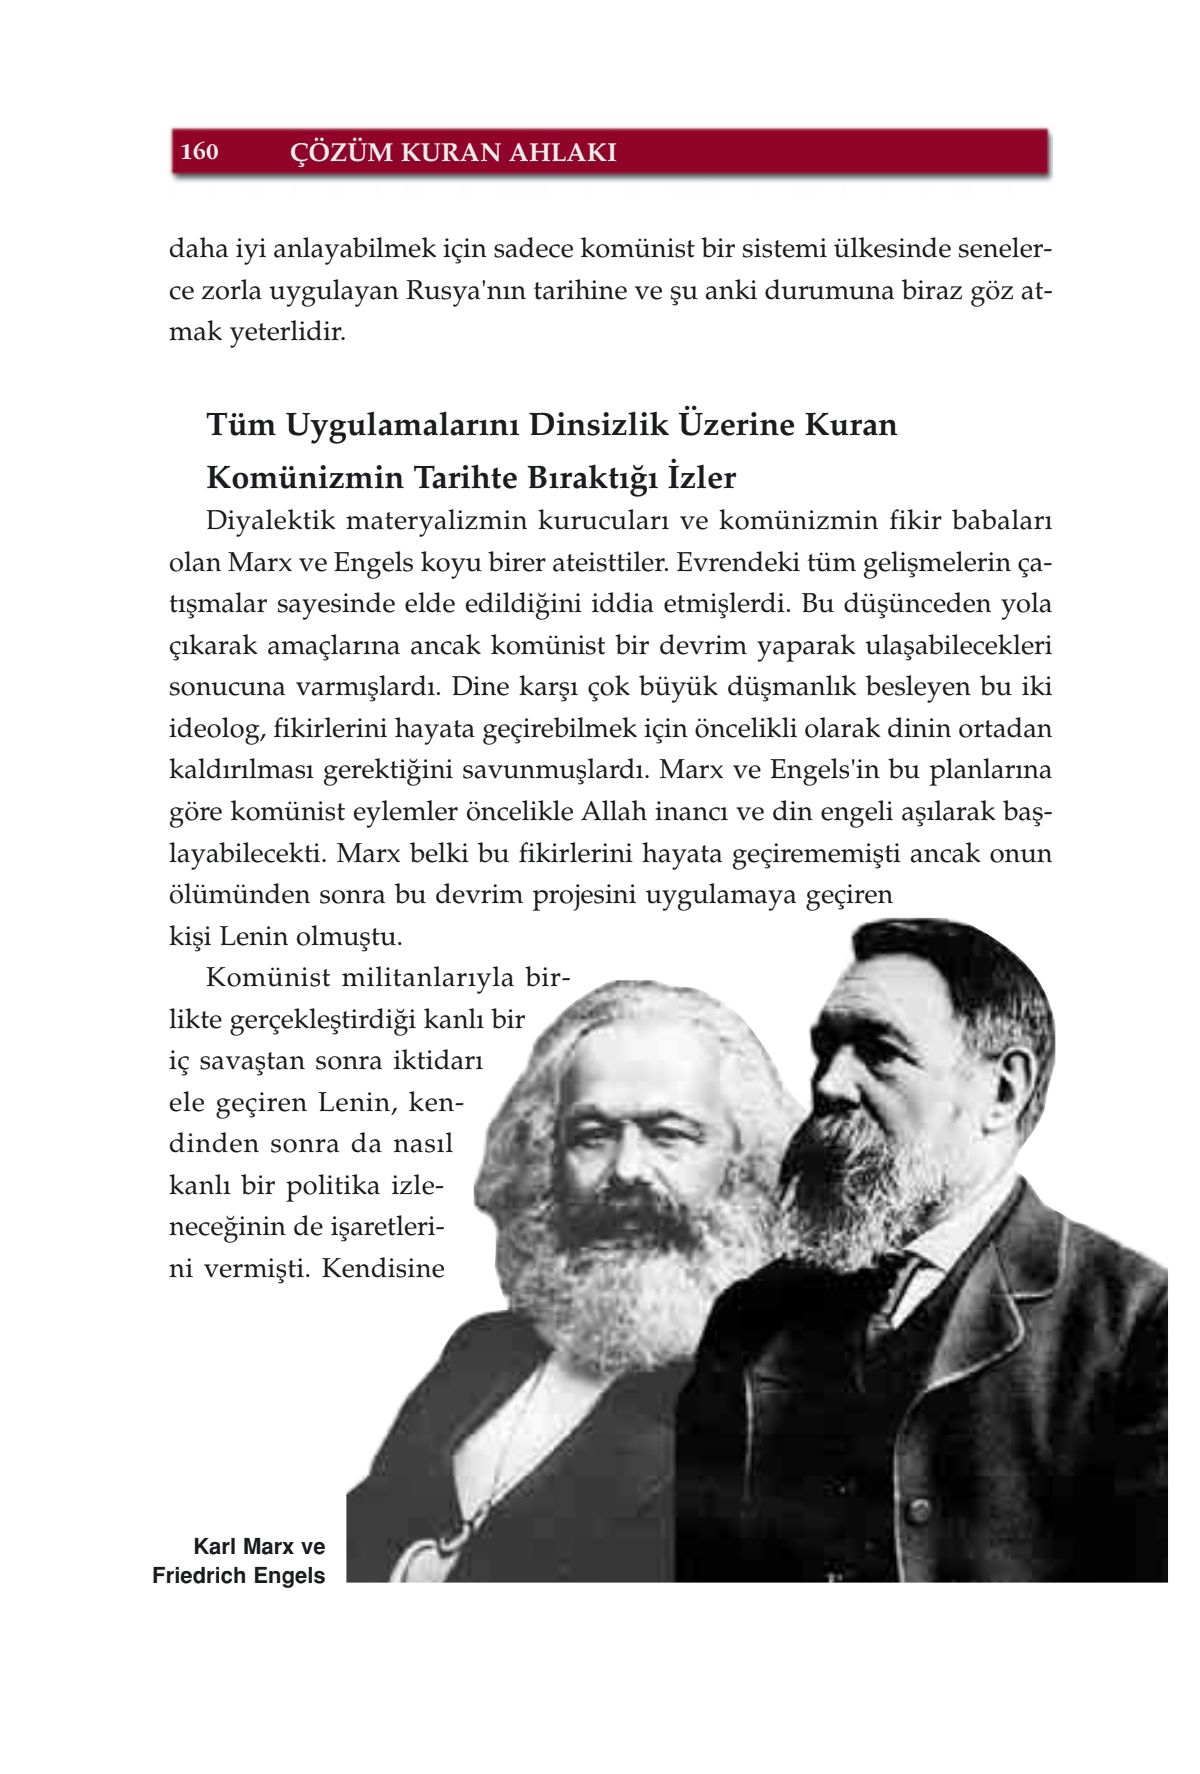 160 ÇÖZÜM KURAN AHLAKI
daha iyi anlayabilmek için sadece komünist bir sistemi ülkesinde seneler-
ce zorla uygulayan Rusya'nın tarihine ve şu anki durumuna biraz göz at-
mak yeterlidir.
Tüm Uygulamalarını Dinsizlik Üzerine Kuran
Komünizmin Tarihte Bıraktığı İzler
Diyalektik materyalizmin kurucuları ve komünizmin fikir babaları
olan Marx ve Engels koyu birer ateisttiler. Evrendeki tüm gelişmelerin ça-
tışmalar sayesinde elde edildiğini iddia etmişlerdi. Bu düşünceden yola
çıkarak amaçlarına ancak komünist bir devrim yaparak ulaşabilecekleri
sonucuna varmışlardı. Dine karşı çok büyük düşmanlık besleyen bu iki
ideolog, fikirlerini hayata geçirebilmek için öncelikli olarak dinin ortadan
kaldırılması gerektiğini savunmuşlardı. Marx ve Engels'in bu planlarına
göre komünist eylemler öncelikle Allah inancı ve din engeli aşılarak baş-
layabilecekti. Marx belki bu fikirlerini hayata geçirememişti ancak onun
ölümünden sonra bu devrim projesini uygulamaya geçiren
kişi Lenin olmuştu.
Komünist militanlarıyla bir-
likte gerçekleştirdiği kanlı bir
iç savaştan sonra iktidarı
ele geçiren Lenin, ken-
dinden sonra da nasıl
kanlı bir politika izle-
neceğinin de işaretleri-
ni vermişti. Kendisine
Karl Marx ve
Friedrich Engels